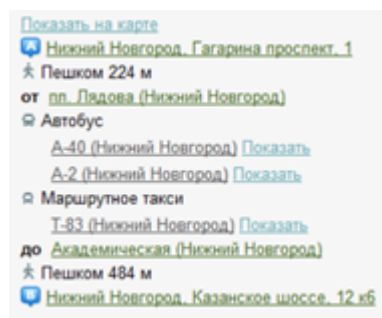 Показать на карте
A Нижний Новгород, Гагарина проспект, 1
Пешком 224 м
от пл. Лядова (Нижний Новгород)
Автобус
А-40 (Нижний Новгород) Показать
А-2 (Нижний Новгород) Показать
Маршрутное такси
Т-83 (Нижний Новгород) Показать
до Академическая (Нижний Новгород)
Пешком 484 м
B Нижний Новгород, Казанское шоссе, 12 к6